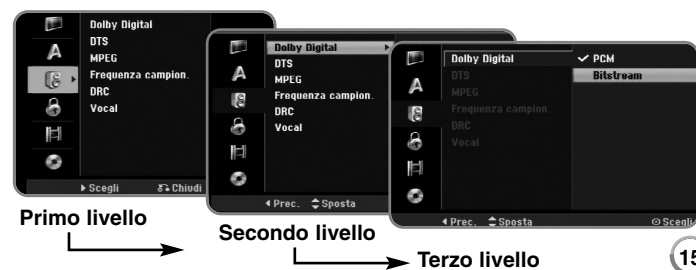 Dolby Digital
DTS
MPEG
Frequenza campion.
DRC
Vocal
Scegli Chiudi
Dolby Digital
DTS
MPEG
Frequenza campion.
DRC
Vocal
Prec. Sposta
Dolby Digital
DTS
MPEG
Frequenza campion.
DRC
Vocal
✓ PCM
Bitstream
Prec. Sposta Scegli
Primo livello
Secondo livello
Terzo livello
15